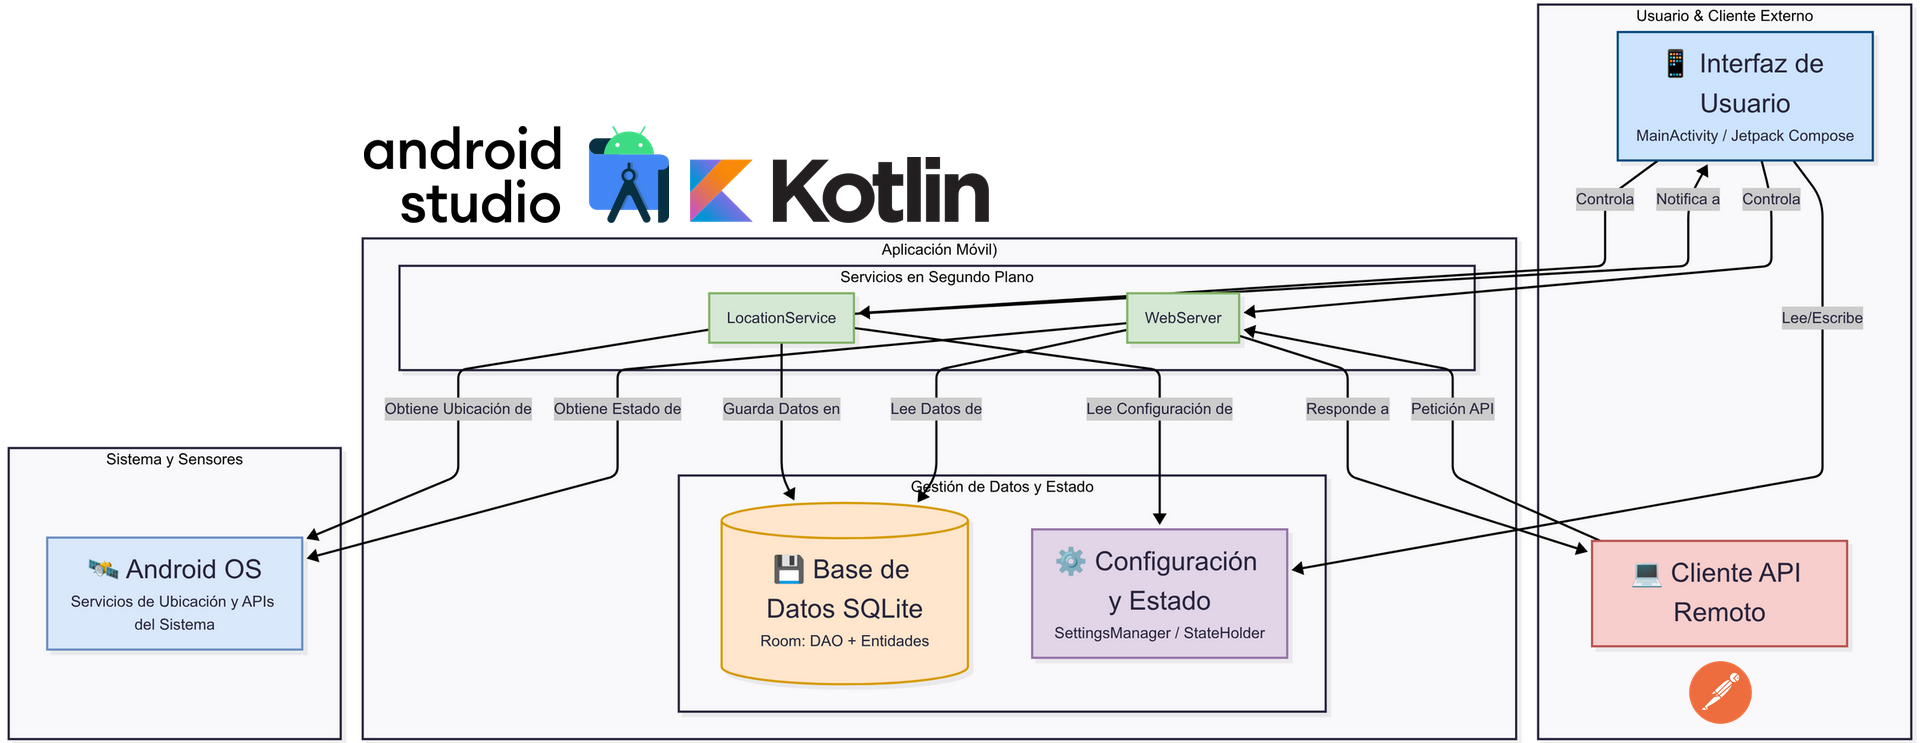 Usuario & Cliente Externo
📱 Interfaz de
Usuario
MainActivity / Jetpack Compose
android
studio
Kotlin
Controla
Notifica a
Controla
Aplicación Móvil)
Servicios en Segundo Plano
LocationService
WebServer
Lee/Escribe
Obtiene Ubicación de
Obtiene Estado de
Guarda Datos en
Lee Datos de
Lee Configuración de
Responde a
Petición API
Sistema y Sensores
🛰️ Android OS
Servicios de Ubicación y APIs
del Sistema
Gestión de Datos y Estado
💾 Base de
Datos SQLite
Room: DAO + Entidades
⚙️ Configuración
y Estado
SettingsManager / StateHolder
💻 Cliente API
Remoto